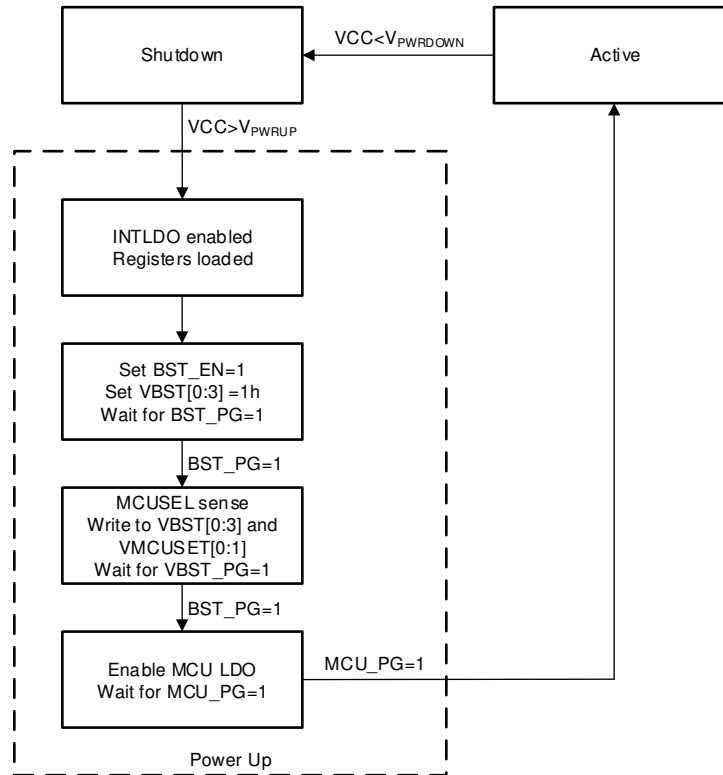 Shutdown
VCC<VPWRDOWN
Active
VCC>VPWRUP
INTLDO enabled
Registers loaded
Set BST_EN=1
Set VBST[0:3] =1h
Wait for BST_PG=1
BST_PG=1
MCUSEL sense
Write to VBST[0:3] and
VMCUSET[0:1]
Wait for VBST_PG=1
BST_PG=1
Enable MCU LDO
Wait for MCU_PG=1
MCU_PG=1
Power Up